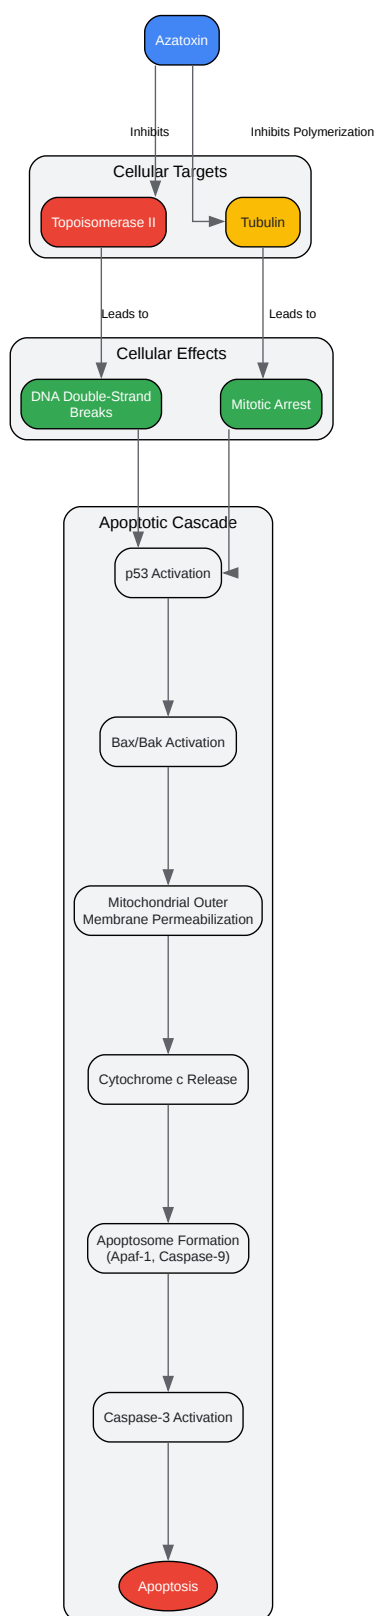 Azatoxin
Inhibits
Inhibits Polymerization
Cellular Targets
Topoisomerase II
Tubulin
Leads to
Leads to
Cellular Effects
DNA Double-Strand
Breaks
Mitotic Arrest
Apoptotic Cascade
p53 Activation
Bax/Bak Activation
Mitochondrial Outer
Membrane Permeabilization
Cytochrome c Release
Apoptosome Formation
(Apaf-1, Caspase-9)
Caspase-3 Activation
Apoptosis